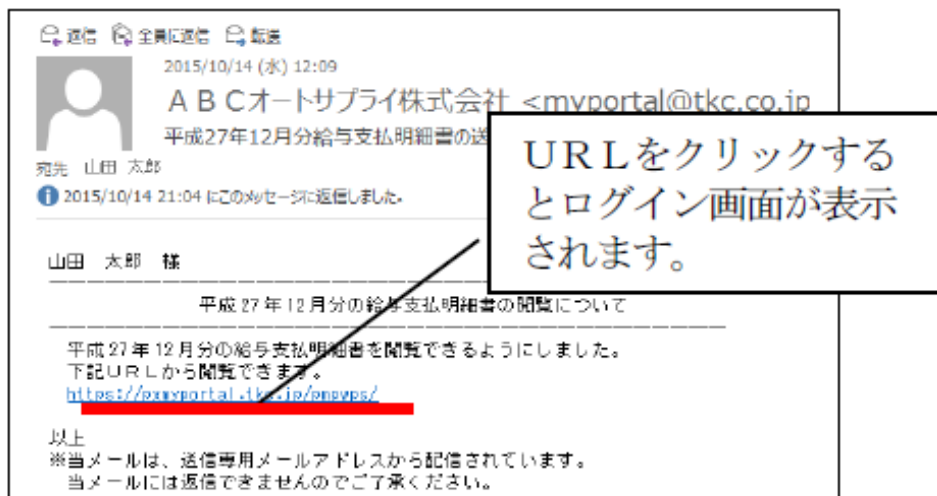 返信 全員に返信 転送
2015/10/14 (水) 12:09
ＡＢＣオートサプライ株式会社 <myportal@tkc.co.jp
平成27年12月分給与支払明細書の送
宛先 山田 太郎
2015/10/14 21:04 にこのメッセージに返信しました。
ＵＲＬをクリックする
とログイン画面が表示
されます。
山田 太郎 様
平成27年12月分の給与支払明細書の閲覧について
平成27年12月分の給与支払明細書を閲覧できるようにしました。
下記ＵＲＬから閲覧できます。
以上
※当メールは、送信専用メールアドレスから配信されています。
当メールには返信できませんのでご了承ください。